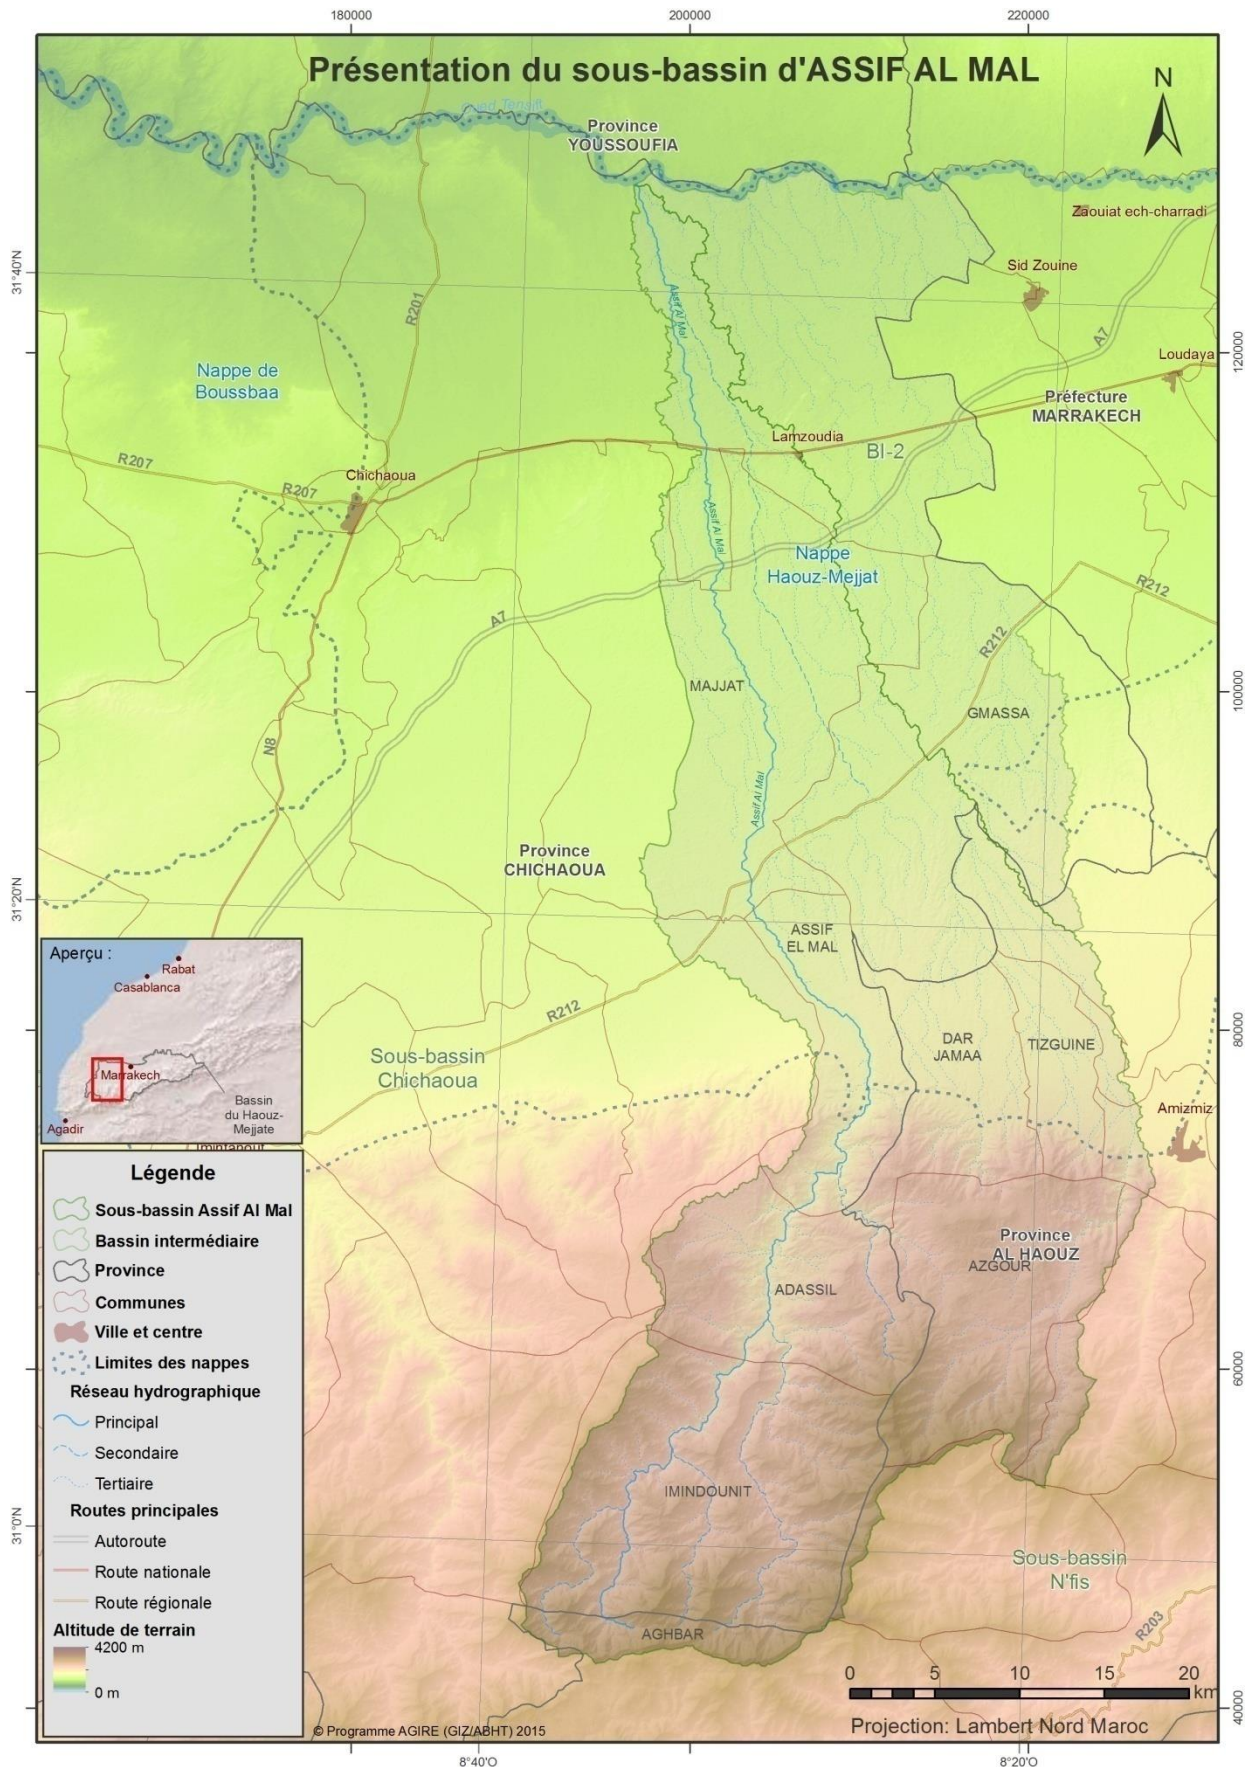 180000
200000
220000
Présentation du sous-bassin d'ASSIF AL MAL
N
Oued Tensift
Province
YOUSSOUFIA
Zaouiat ech-charradi
Sid Zouine
31°40'N
R201
Assif Al Mal
A7
120000
Loudaya
Nappe de
Boussbaa
Préfecture
MARRAKECH
Lamzoudia
BI-2
R207
Chichaoua
R207
Assif Al Mal
Nappe
Haouz-Mejjat
R212
A7
R212
MAJJAT
100000
GMASSA
N8
Assif Al Mal
Province
CHICHAOUA
31°20'N
ASSIF
EL MAL
Aperçu :
Rabat
Casablanca
Marrakech
Agadir
Bassin
du Haouz-
Mejjate
R212
80000
DAR
JAMAA
TIZGUINE
Sous-bassin
Chichaoua
Amizmiz
Imintanout
Légende
Sous-bassin Assif Al Mal
Bassin intermédiaire
Province
Communes
Ville et centre
Limites des nappes
Réseau hydrographique
Principal
Secondaire
Tertiaire
Routes principales
Autoroute
Route nationale
Route régionale
Altitude de terrain
4200 m
0 m
Province
AL HAOUZ
AZGOUR
ADASSIL
60000
IMINDOUNIT
31°0'N
Sous-bassin
N'fis
R203
AGHBAR
0 5 10 15 20
km
40000
© Programme AGIRE (GIZ/ABHT) 2015
Projection: Lambert Nord Maroc
8°40'O
8°20'O